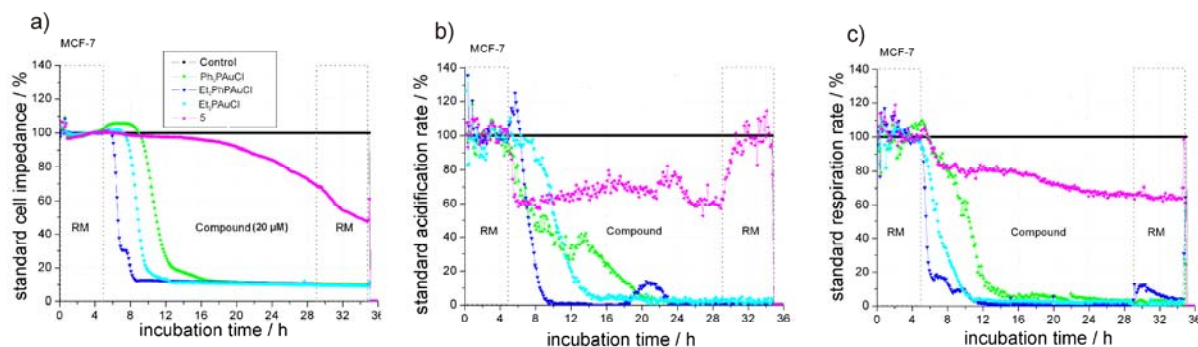 a)
MCF-7
140
120
100
80
60
40
20
0
standard cell impedance / %
Control
Ph₃PAuCl
Et₂PhPAuCl
Et₃PAuCl
5
RM
Compound (20 µM)
RM
0 4 8 12 16 20 24 28 32 36
incubation time / h
b)
MCF-7
140
120
100
80
60
40
20
0
standard acidification rate / %
RM
Compound
RM
0 4 8 12 16 20 24 28 32 36
incubation time / h
c)
MCF-7
140
120
100
80
60
40
20
0
standard respiration rate / %
RM
Compound
RM
0 4 8 12 16 20 24 28 32 36
incubation time / h